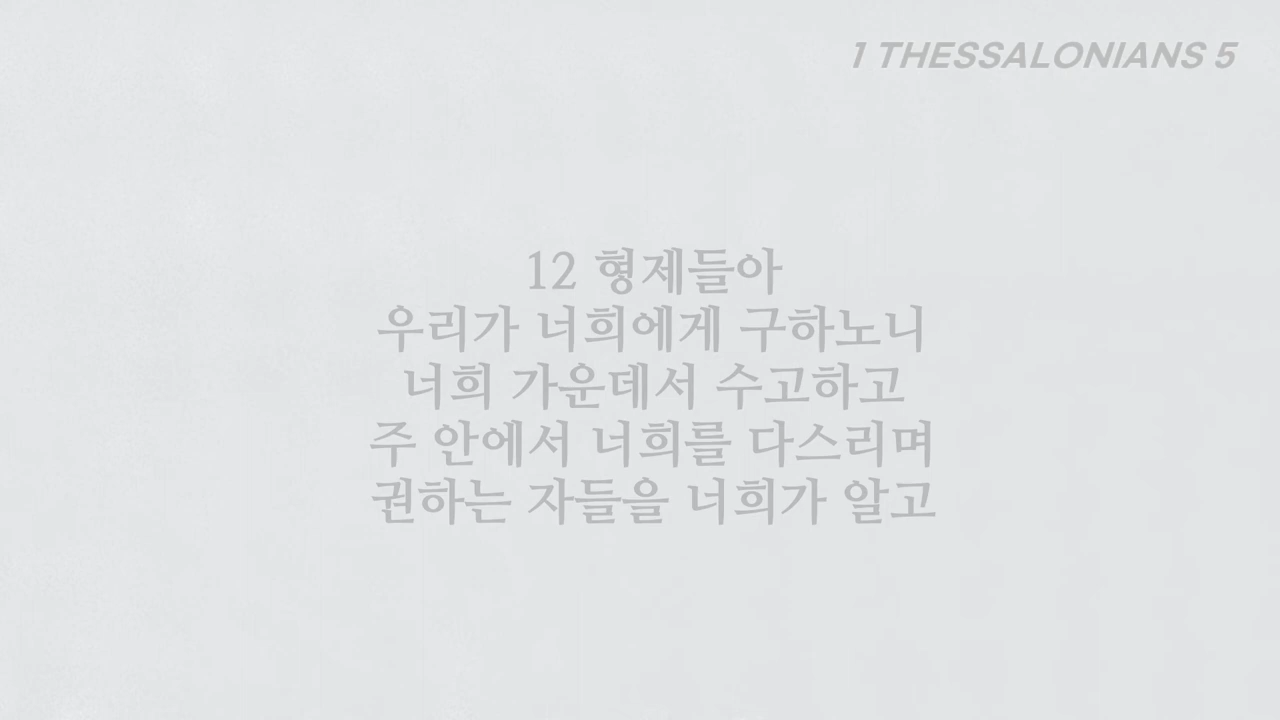 1 THESSALONIANS 5
12 형제들아
우리가 너희에게 구하노니
너희 가운데서 수고하고
주 안에서 너희를 다스리며
권하는 자들을 너희가 알고